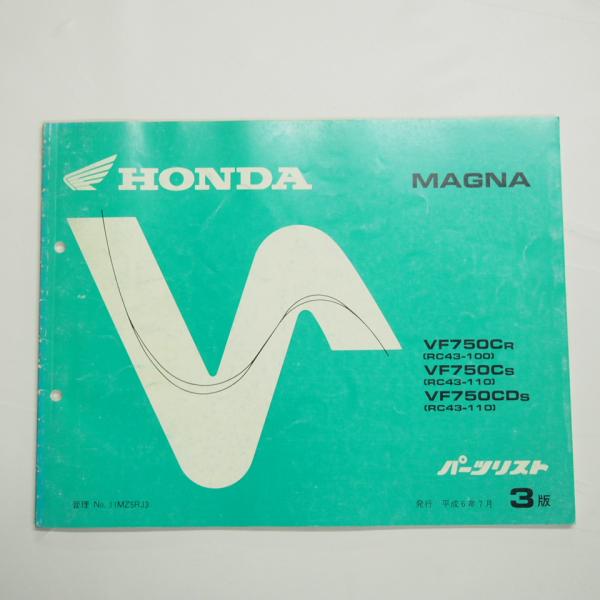 HONDA
MAGNA
VF750CR
(RC43-100)
VF750CS
(RC43-110)
VF750CDS
(RC43-110)
パーツリスト
管理 No. 11MZ5RJ3
発行 平成6年7月 3版